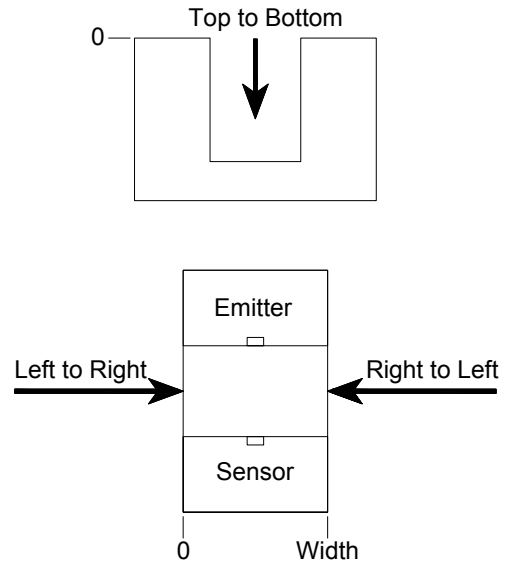 Top to Bottom
0
Emitter
Left to Right
Right to Left
Sensor
0
Width